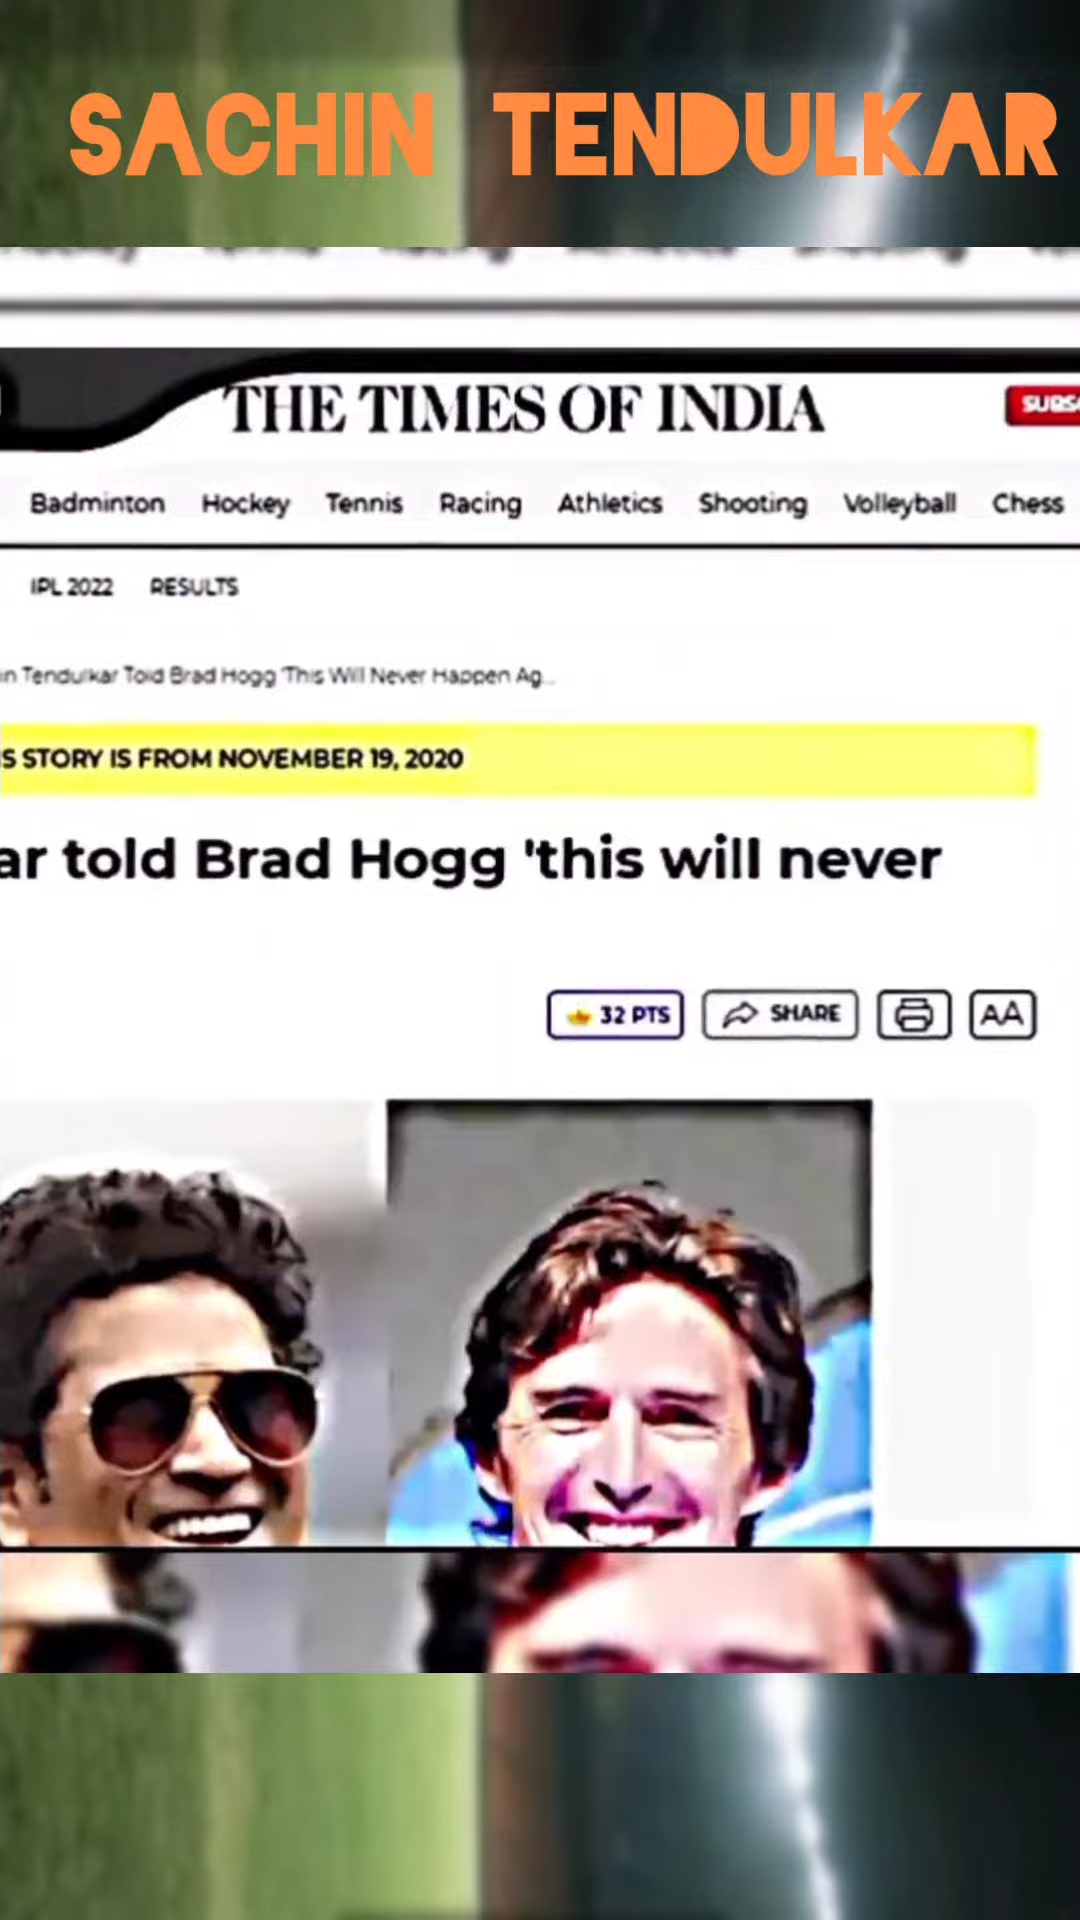 SACHIN TENDULKAR
THE TIMES OF INDIA
Badminton Hockey Tennis Racing Athletics Shooting Volleyball Chess
IPL 2022 RESULTS
in Tendulkar Told Brad Hogg 'This Will Never Happen Ag...
S STORY IS FROM NOVEMBER 19, 2020
ar told Brad Hogg 'this will never
32 PTS SHARE AA